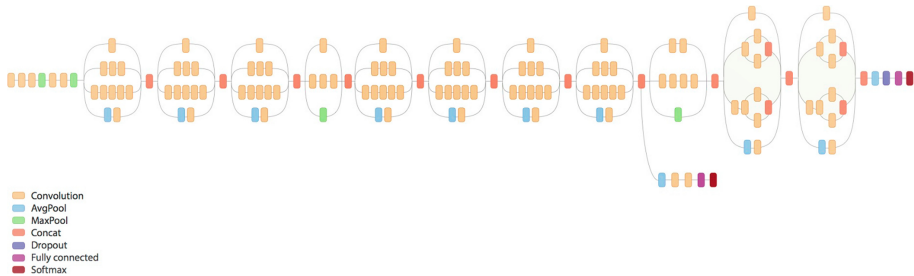 Convolution
AvgPool
MaxPool
Concat
Dropout
Fully connected
Softmax